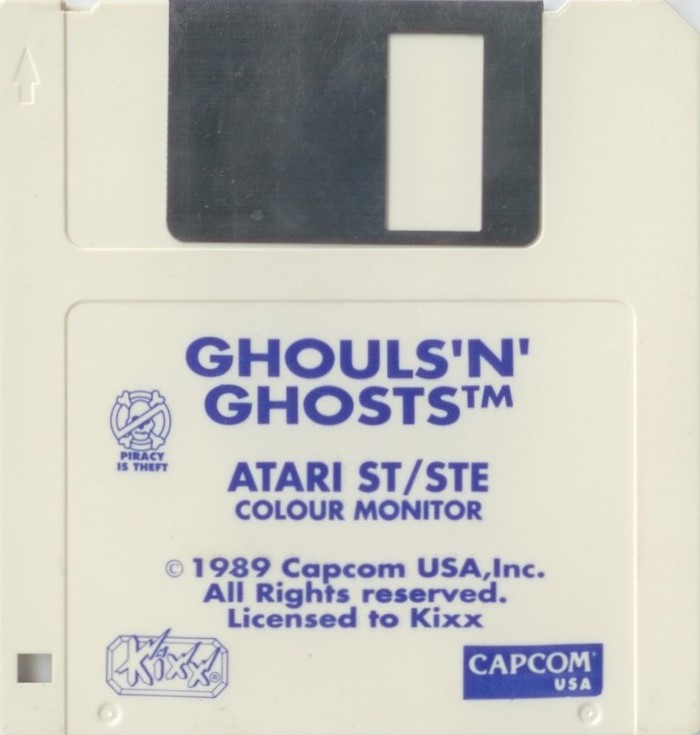 GHOULS'N'
GHOSTS™
PIRACY
IS THEFT
ATARI ST/STE
COLOUR MONITOR
© 1989 Capcom USA,Inc.
All Rights reserved.
Licensed to Kixx
Kixx®
CAPCOM®
USA